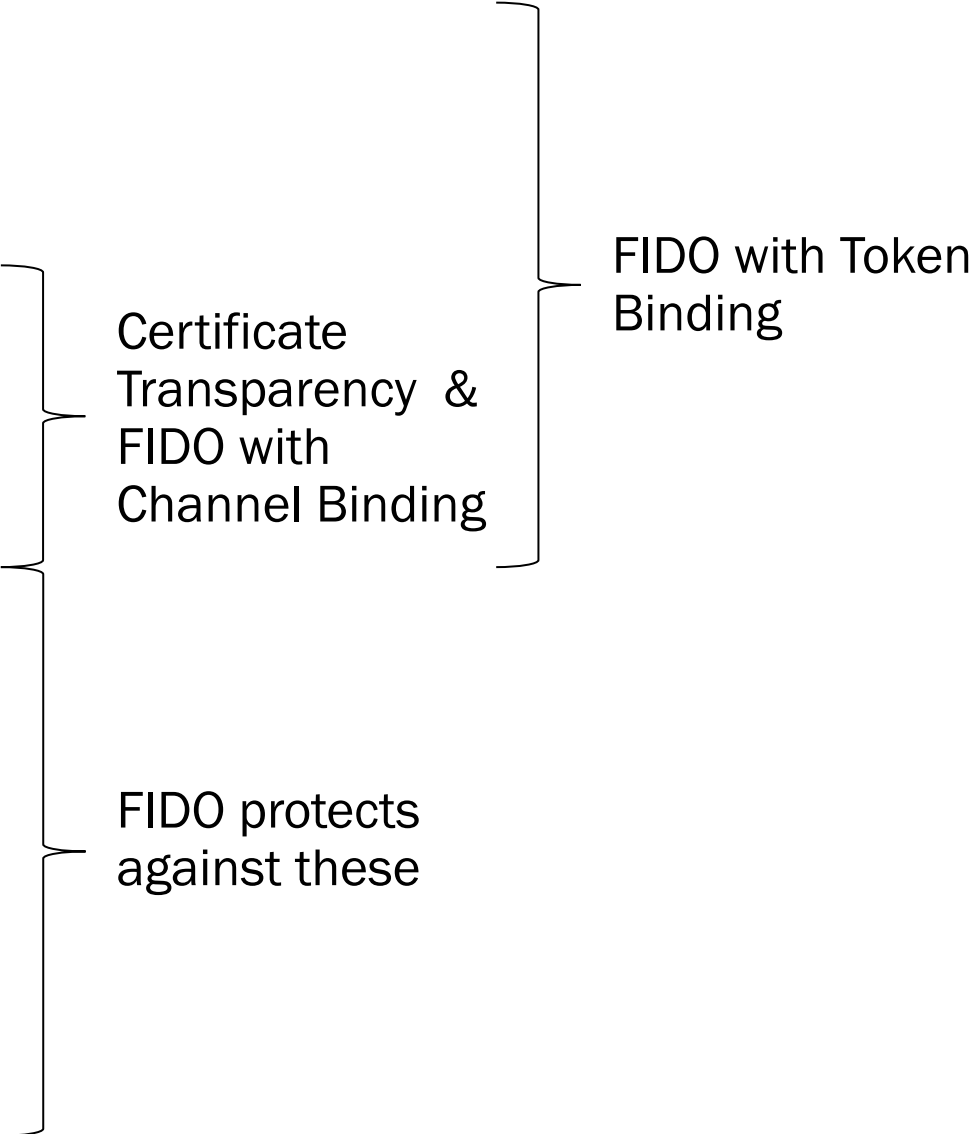 FIDO with Token
Binding
Certificate
Transparency &
FIDO with
Channel Binding
FIDO protects
against these